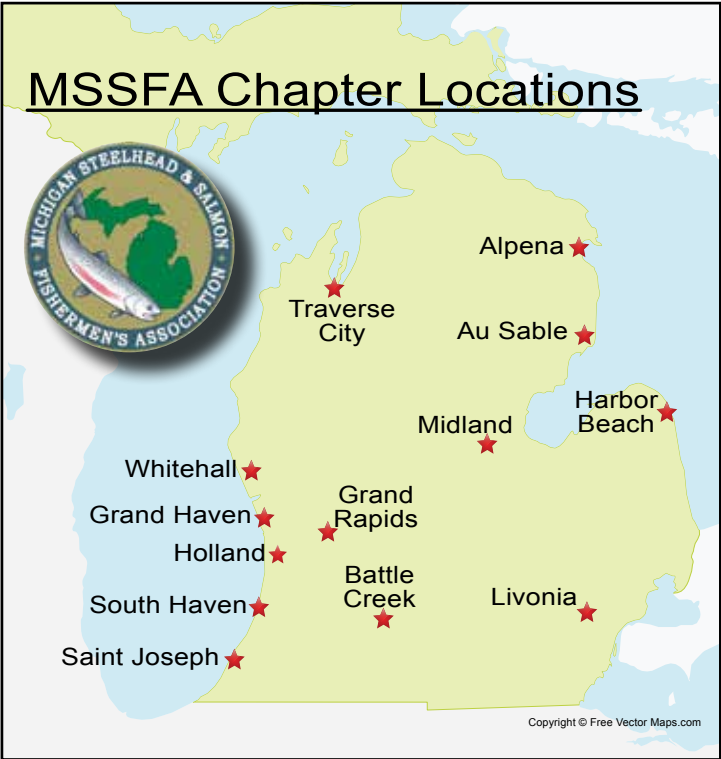 MSSFA Chapter Locations
MICHIGAN STEELHEAD & SALMON
FISHERMEN'S ASSOCIATION
Alpena
Traverse
City
Au Sable
Harbor
Beach
Midland
Whitehall
Grand
Rapids
Grand Haven
Holland
Battle
Creek
South Haven
Livonia
Saint Joseph
Copyright © Free Vector Maps.com